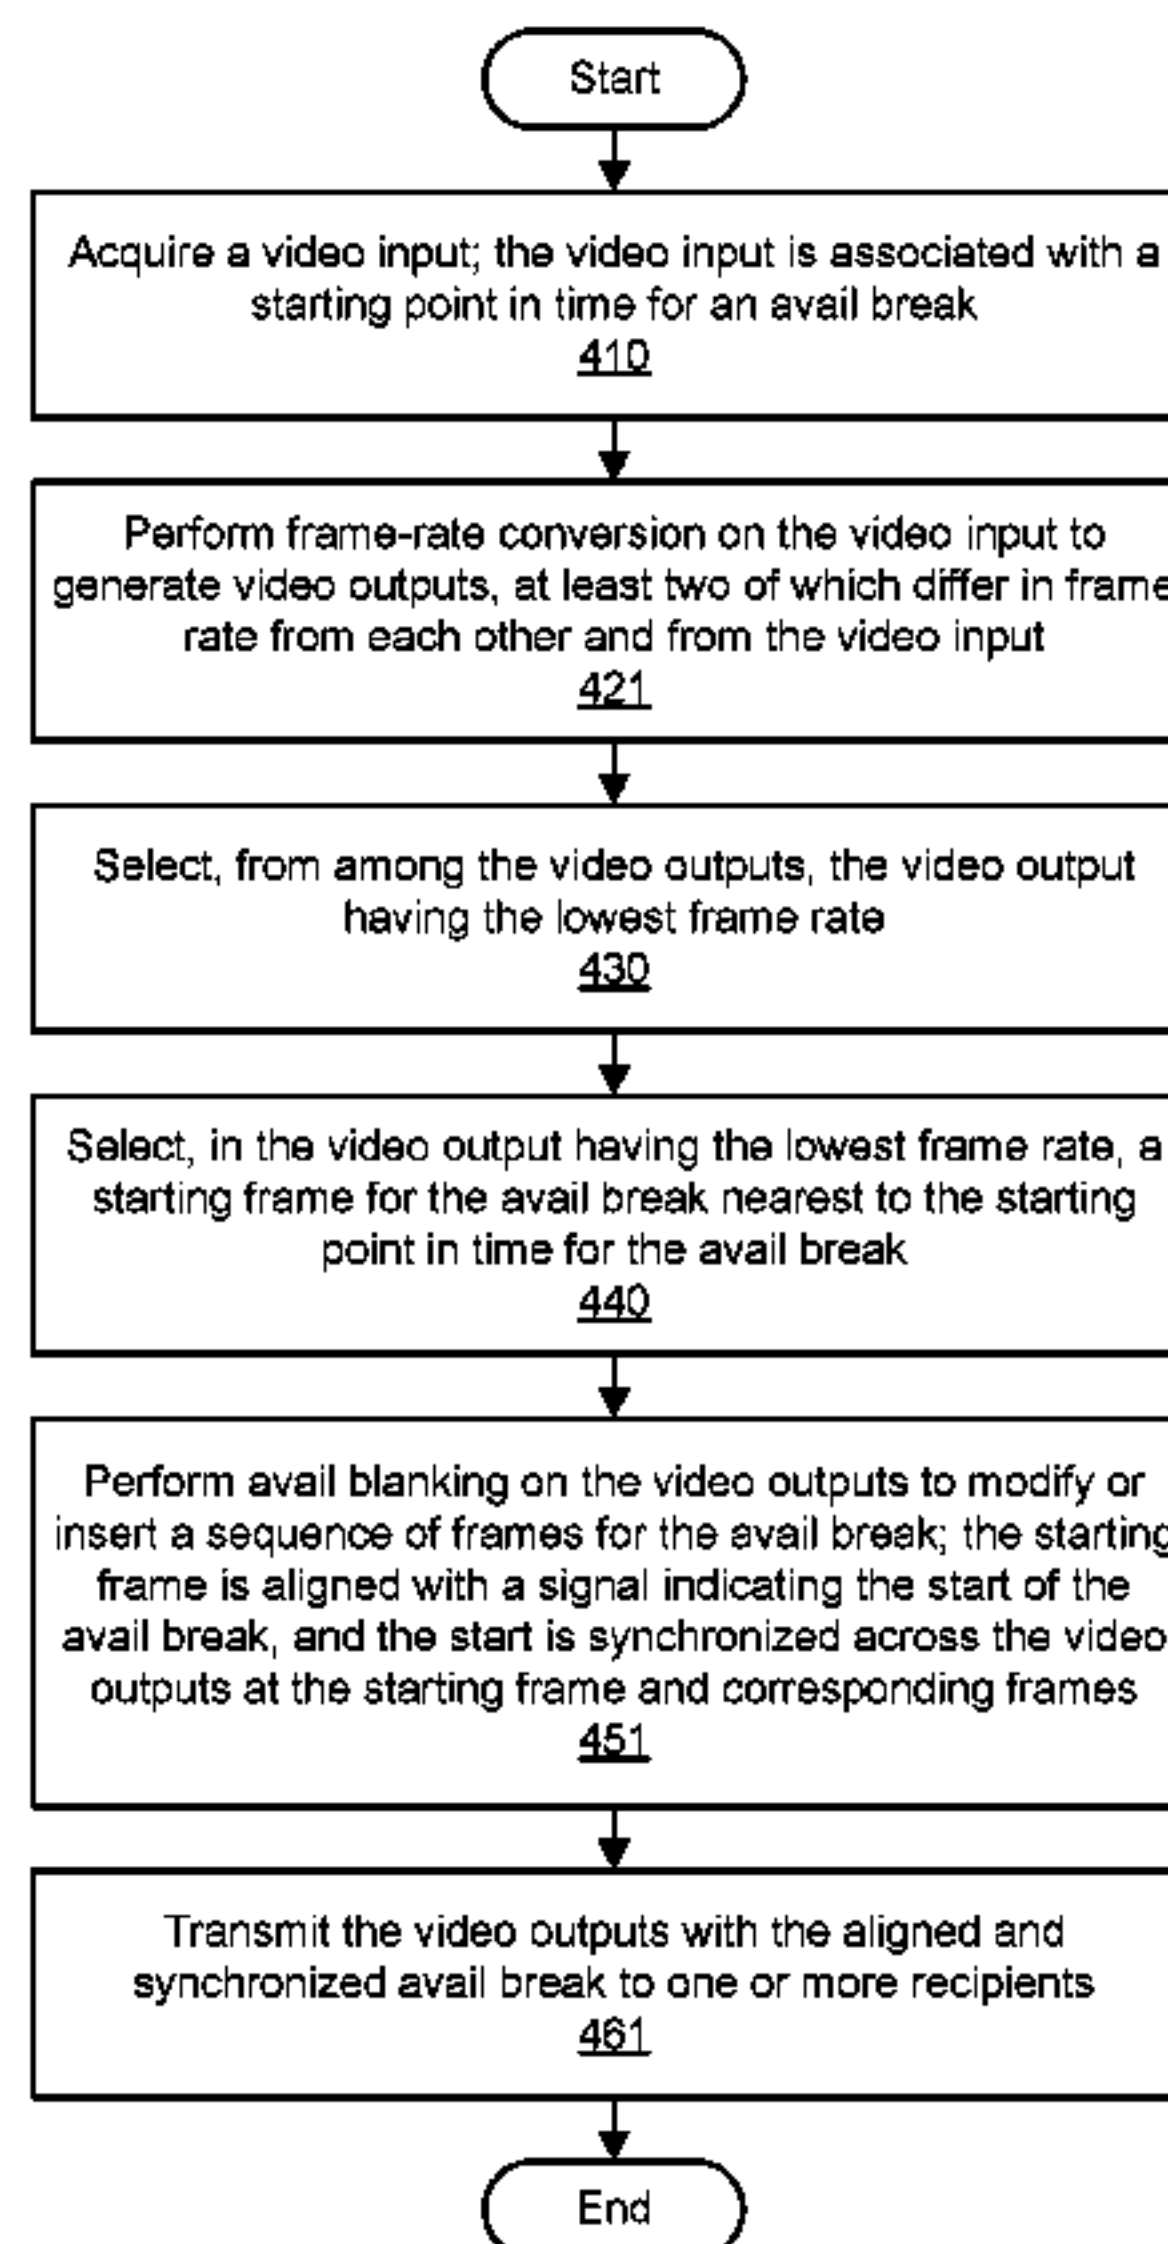 Start
Acquire a video input; the video input is associated with a
starting point in time for an avail break
410
Perform frame-rate conversion on the video input to
generate video outputs, at least two of which differ in frame
rate from each other and from the video input
421
Select, from among the video outputs, the video output
having the lowest frame rate
430
Select, in the video output having the lowest frame rate, a
starting frame for the avail break nearest to the starting
point in time for the avail break
440
Perform avail blanking on the video outputs to modify or
insert a sequence of frames for the avail break; the starting
frame is aligned with a signal indicating the start of the
avail break, and the start is synchronized across the video
outputs at the starting frame and corresponding frames
451
Transmit the video outputs with the aligned and
synchronized avail break to one or more recipients
461
End